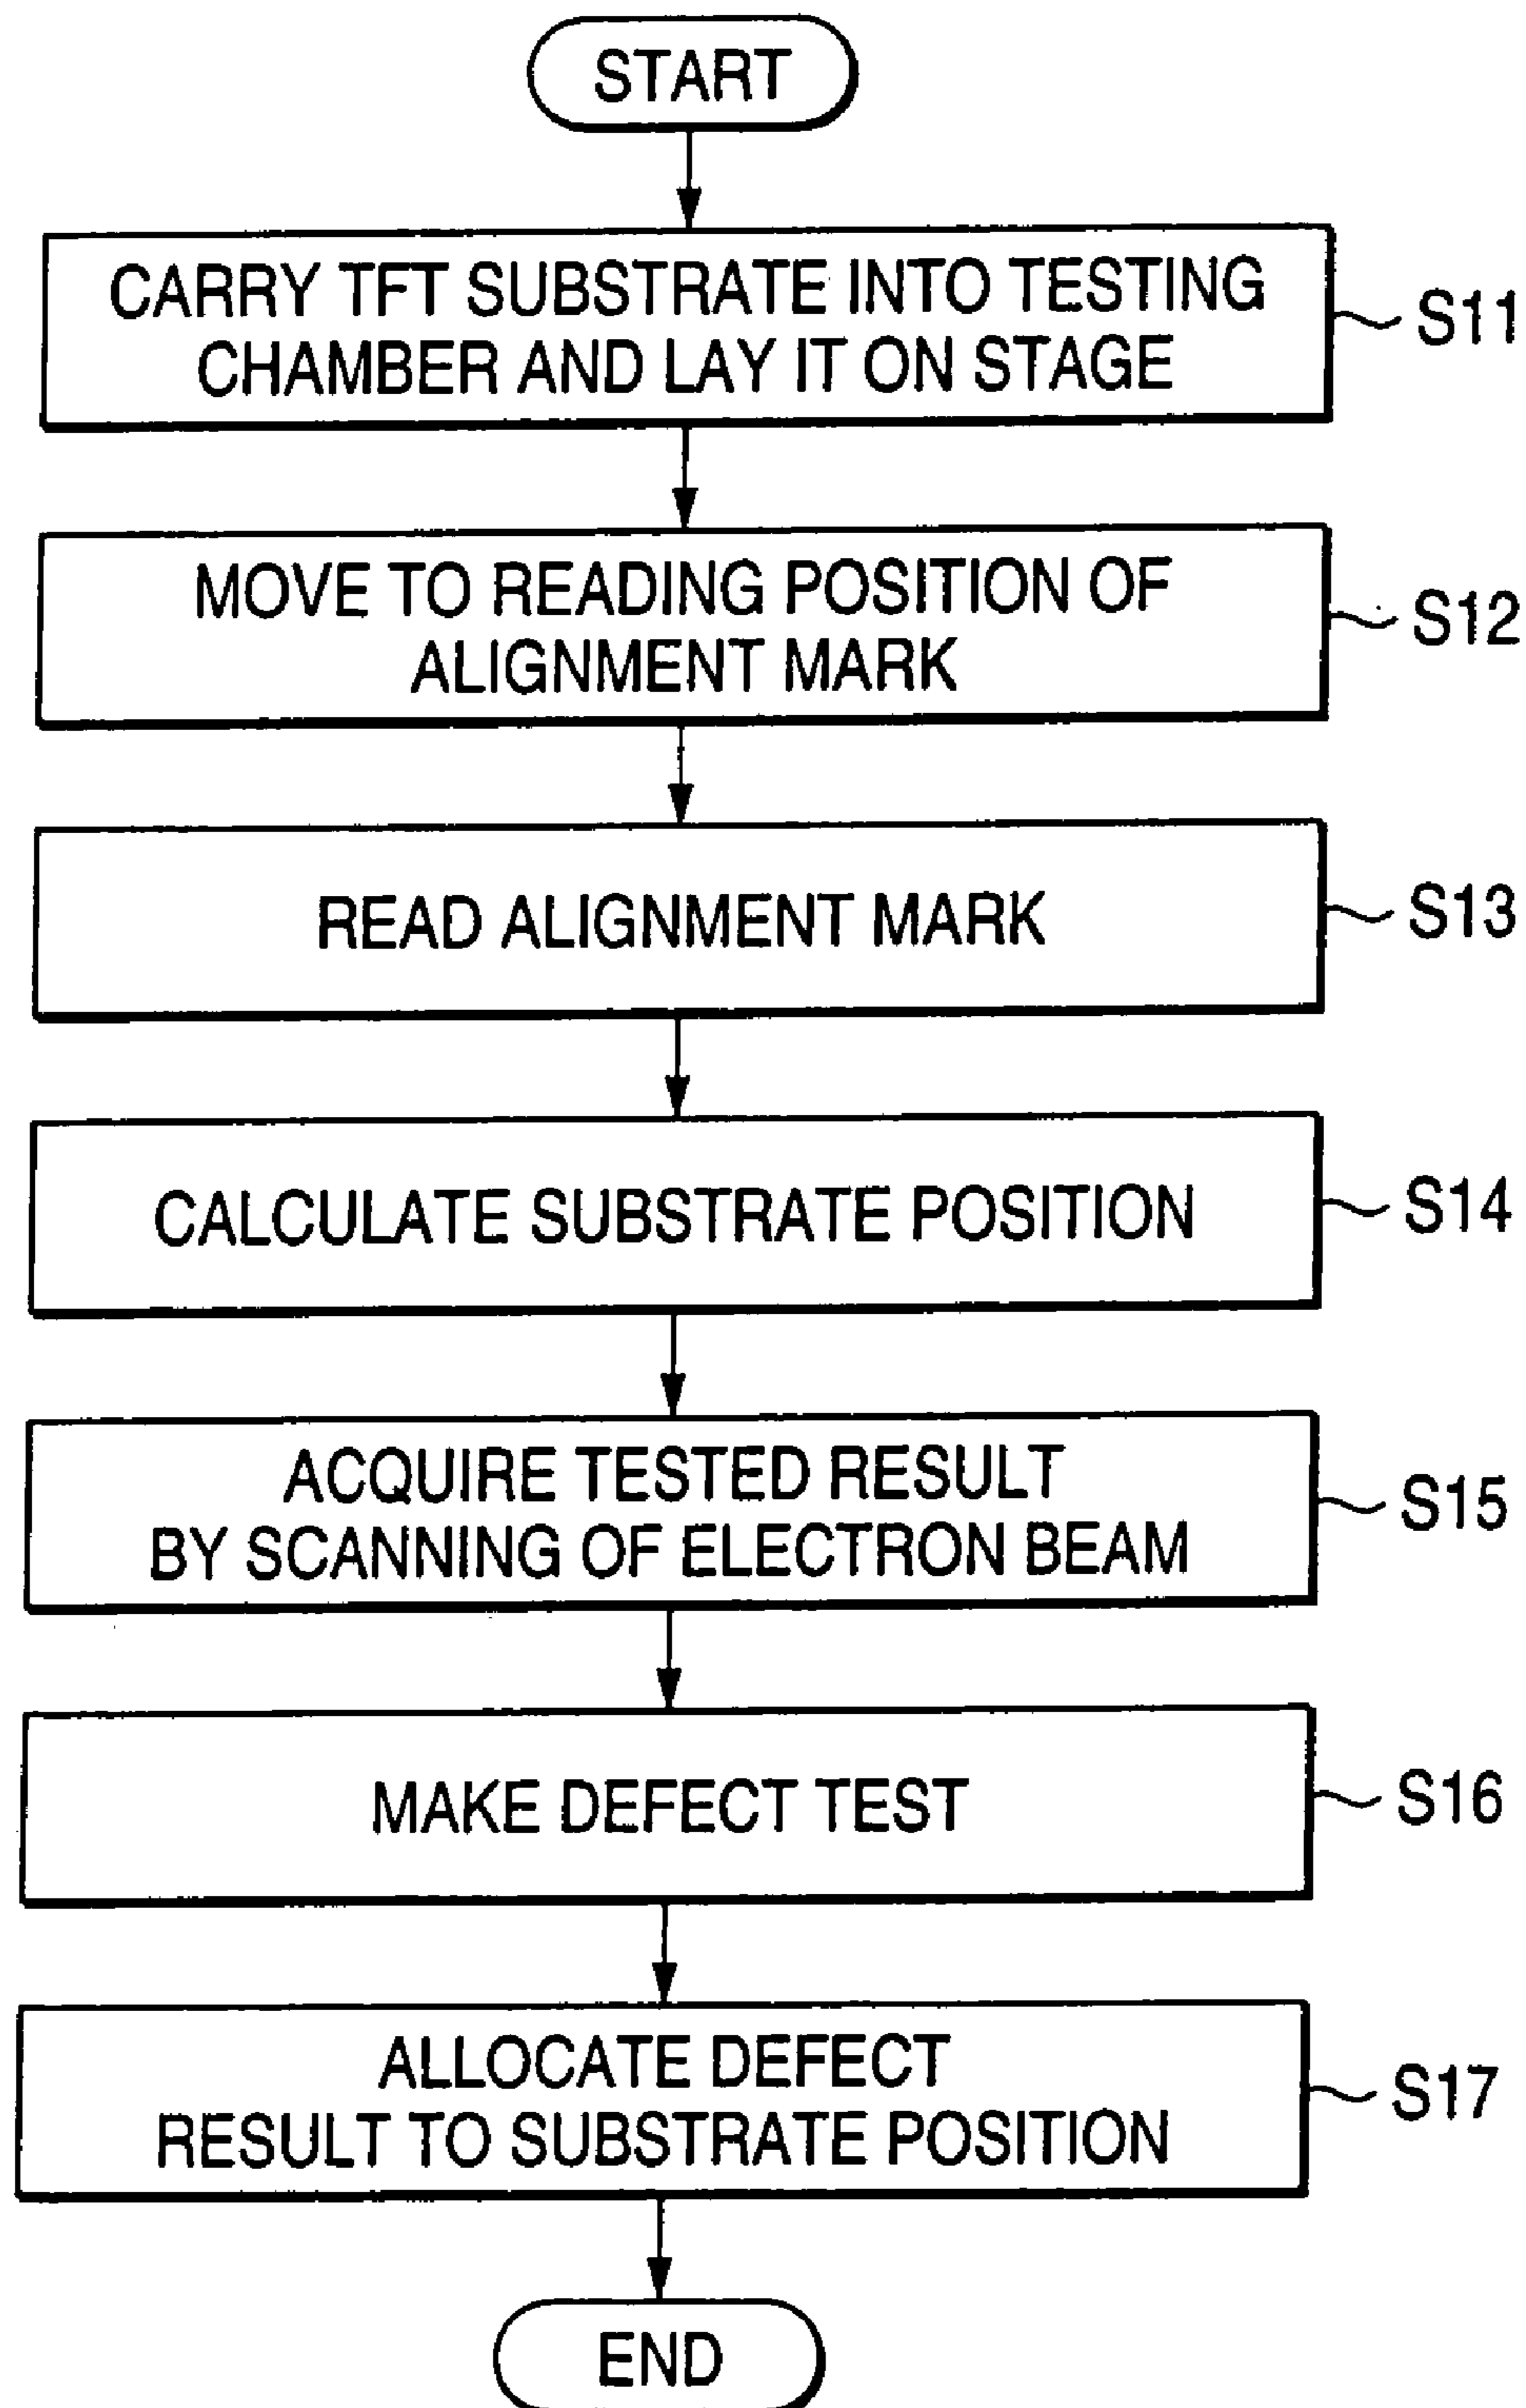 START
CARRY TFT SUBSTRATE INTO TESTING
CHAMBER AND LAY IT ON STAGE
S11
MOVE TO READING POSITION OF
ALIGNMENT MARK
S12
READ ALIGNMENT MARK
S13
CALCULATE SUBSTRATE POSITION
S14
ACQUIRE TESTED RESULT
BY SCANNING OF ELECTRON BEAM
S15
MAKE DEFECT TEST
S16
ALLOCATE DEFECT
RESULT TO SUBSTRATE POSITION
S17
END